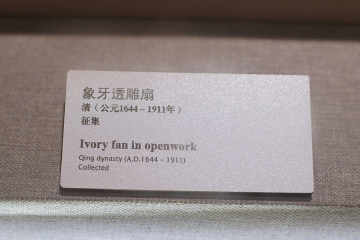 象牙透雕扇
清（公元1644－1911年）
征集
Ivory fan in openwork
Qing dynasty (A.D.1644－1911)
Collected